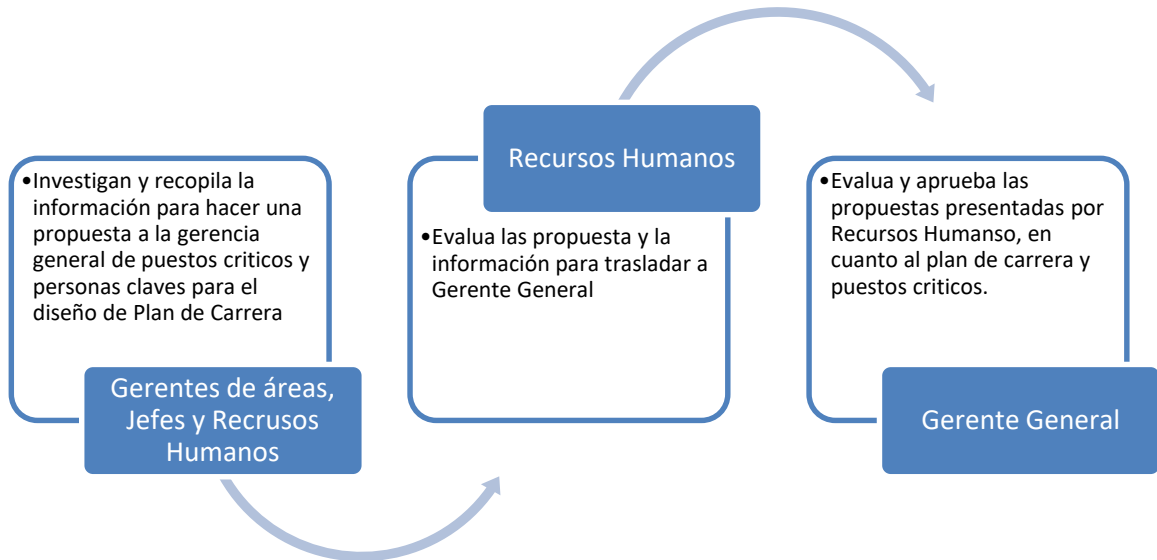 •Investigan y recopila la
información para hacer una
propuesta a la gerencia
general de puestos criticos y
personas claves para el
diseño de Plan de Carrera
Gerentes de áreas,
Jefes y Recrusos
Humanos
Recursos Humanos
•Evalua las propuesta y la
información para trasladar a
Gerente General
•Evalua y aprueba las
propuestas presentadas por
Recursos Humanso, en
cuanto al plan de carrera y
puestos criticos.
Gerente General